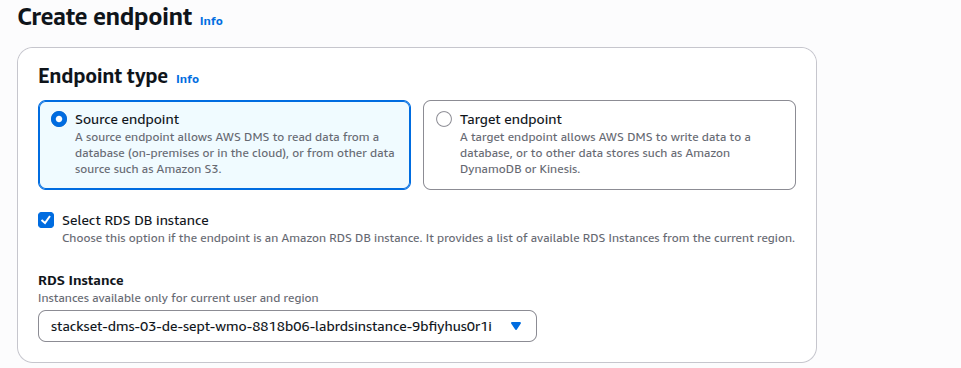 Create endpoint Info
Endpoint type Info
Source endpoint
A source endpoint allows AWS DMS to read data from a
database (on-premises or in the cloud), or from other data
source such as Amazon S3.
Target endpoint
A target endpoint allows AWS DMS to write data to a
database, or to other data stores such as Amazon
DynamoDB or Kinesis.
Select RDS DB instance
Choose this option if the endpoint is an Amazon RDS DB instance. It provides a list of available RDS Instances from the current region.
RDS Instance
Instances available only for current user and region
stackset-dms-03-de-sept-wmo-8818b06-labrdsinstance-9bfiyhus0r1i